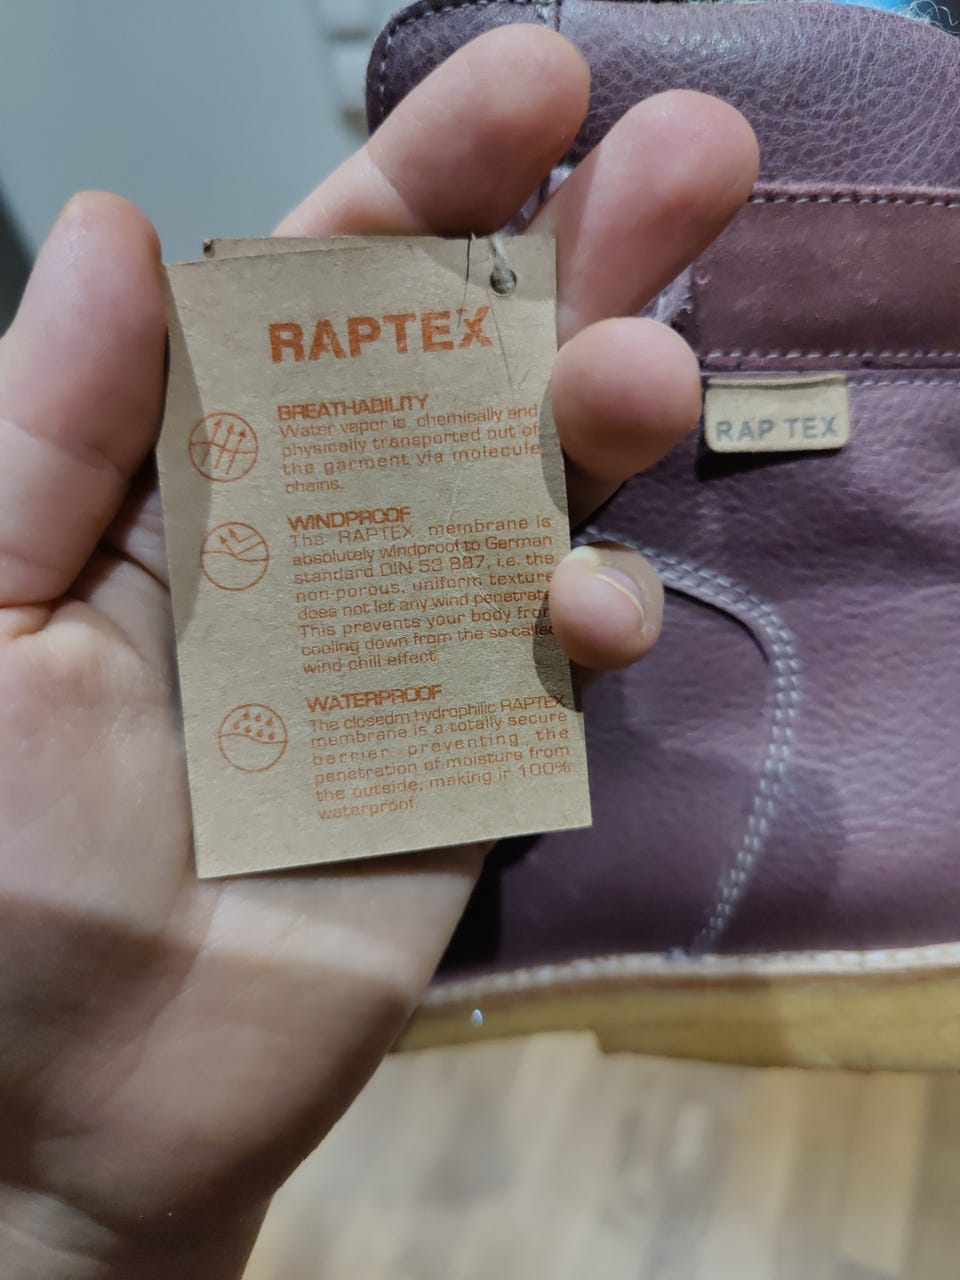 RAPTEX
BREATHABILITY
Water vapor is chemically and
physically transported out of
the garment via molecule
chains.
WINDPROOF
The RAPTEX membrane is
absolutely windproof to German
standard DIN 53 887, i.e. the
non-porous, uniform texture
does not let any wind penetrate
This prevents your body from
cooling down from the so-called
wind chill effect.
WATERPROOF
The closedm hydrophilic RAPTEX
membrane is a totally secure
barrier preventing the
penetration of moisture from
the outside, making ir 100%
waterproof.
RAP TEX